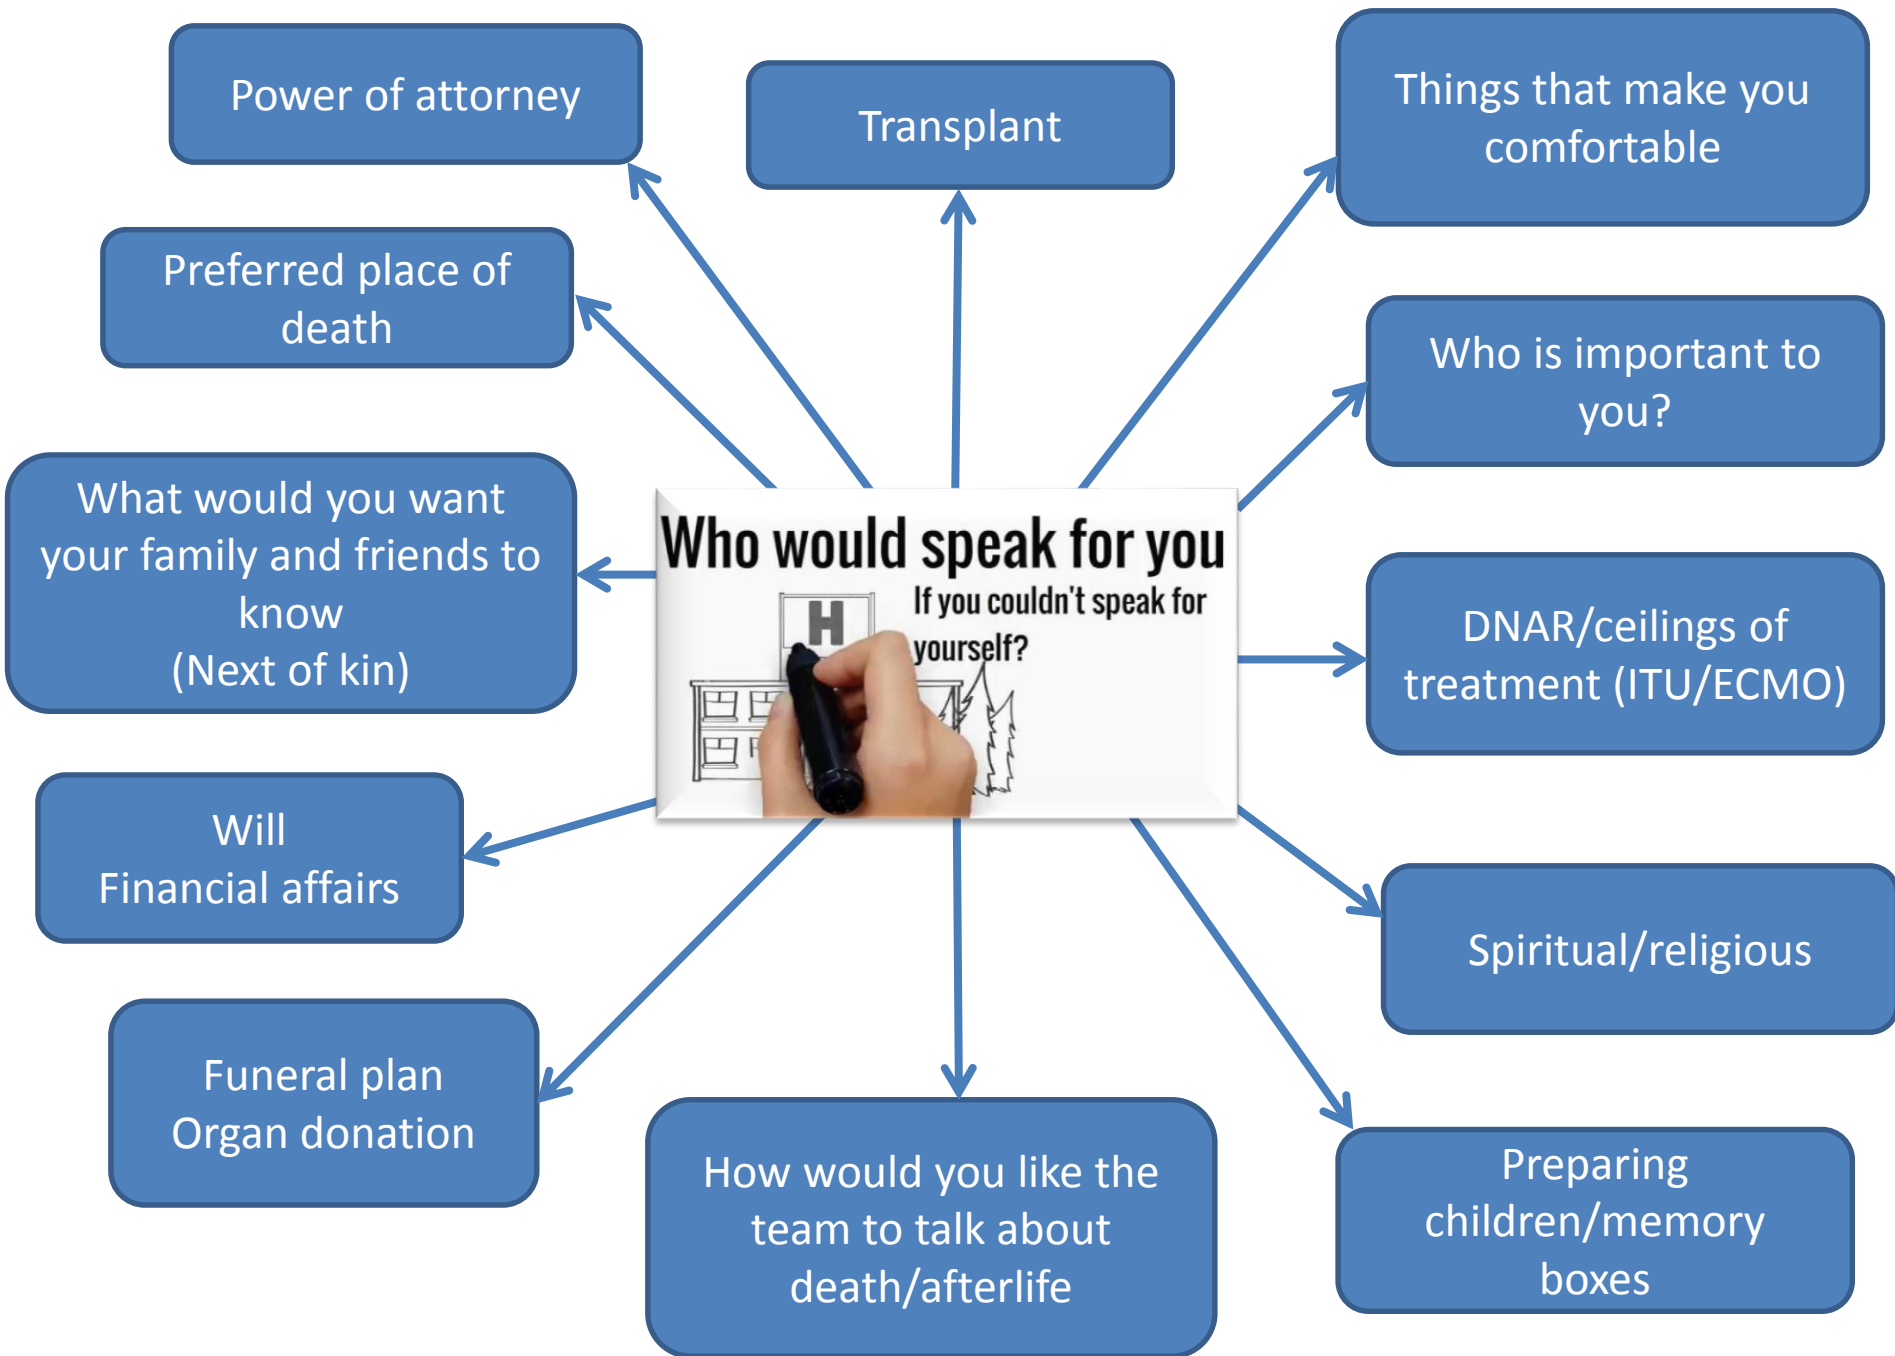 Power of attorney
Transplant
Things that make you
comfortable
Preferred place of
death
Who is important to
you?
What would you want
your family and friends to
know
(Next of kin)
Who would speak for you
If you couldn't speak for
yourself?
H
DNAR/ceilings of
treatment (ITU/ECMO)
Will
Financial affairs
Spiritual/religious
Funeral plan
Organ donation
How would you like the
team to talk about
death/afterlife
Preparing
children/memory
boxes